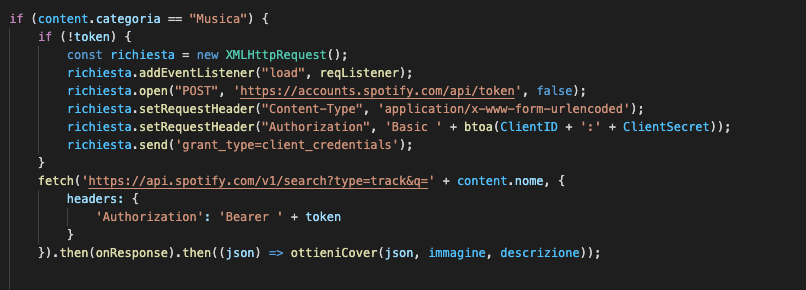 if (content.categoria == "Musica") {
if (!token) {
const richiesta = new XMLHttpRequest();
richiesta.addEventListener("load", reqListener);
richiesta.open("POST", 'https://accounts.spotify.com/api/token', false);
richiesta.setRequestHeader("Content-Type", 'application/x-www-form-urlencoded');
richiesta.setRequestHeader("Authorization", 'Basic ' + btoa(ClientID + ':' + ClientSecret));
richiesta.send('grant_type=client_credentials');
}
fetch('https://api.spotify.com/v1/search?type=track&q=' + content.nome, {
headers: {
'Authorization': 'Bearer ' + token
}
}).then(onResponse).then((json) => ottieniCover(json, immagine, descrizione));